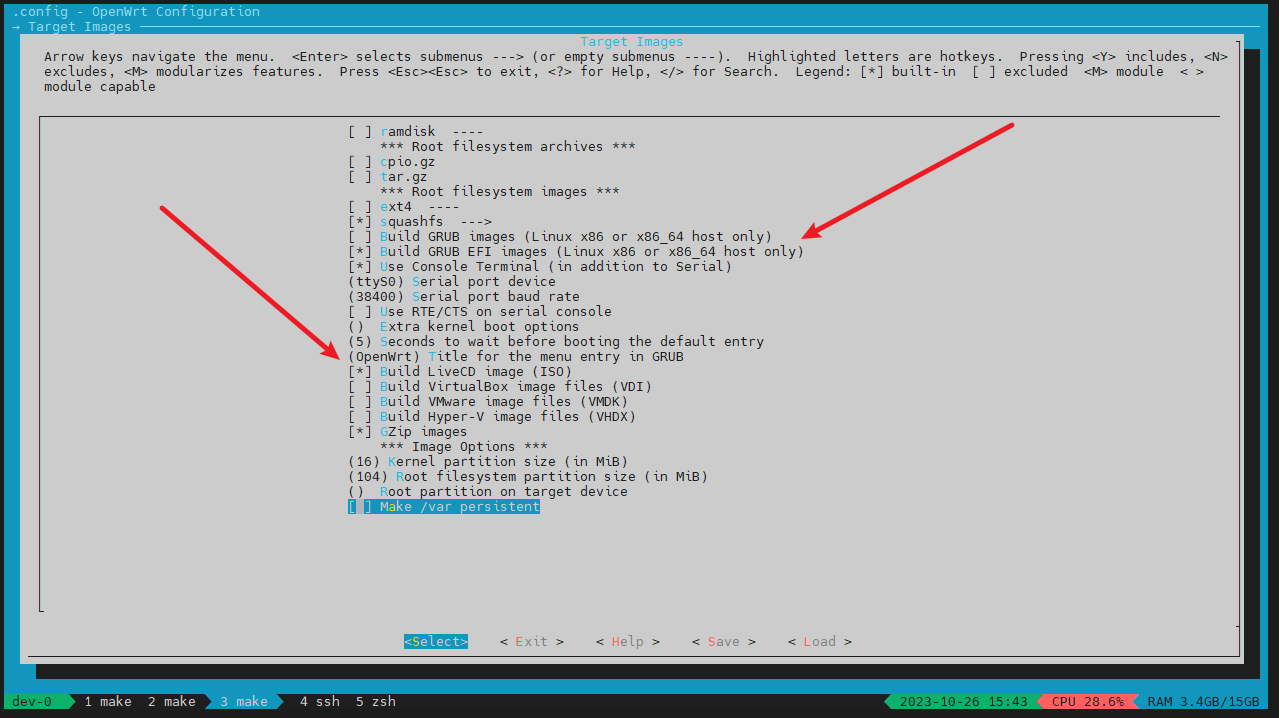 .config - OpenWrt Configuration
→ Target Images
Target Images
Arrow keys navigate the menu.  <Enter> selects submenus ---> (or empty submenus ----).  Highlighted letters are hotkeys.  Pressing <Y> includes, <N>
excludes, <M> modularizes features.  Press <Esc><Esc> to exit, <?> for Help, </> for Search.  Legend: [*] built-in  [ ] excluded  <M> module  < >
module capable
[ ] ramdisk  ----
*** Root filesystem archives ***
[ ] cpio.gz
[ ] tar.gz
*** Root filesystem images ***
[ ] ext4  ----
[*] squashfs  --->
[ ] Build GRUB images (Linux x86 or x86_64 host only)
[*] Build GRUB EFI images (Linux x86 or x86_64 host only)
[*] Use Console Terminal (in addition to Serial)
(ttyS0) Serial port device
(38400) Serial port baud rate
[ ] Use RTE/CTS on serial console
()  Extra kernel boot options
(5) Seconds to wait before booting the default entry
(OpenWrt) Title for the menu entry in GRUB
[*] Build LiveCD image (ISO)
[ ] Build VirtualBox image files (VDI)
[ ] Build VMware image files (VMDK)
[ ] Build Hyper-V image files (VHDX)
[*] GZip images
*** Image Options ***
(16) Kernel partition size (in MiB)
(104) Root filesystem partition size (in MiB)
()  Root partition on target device
[ ] Make /var persistent
<Select>    < Exit >    < Help >    < Save >    < Load >
dev-0  1 make  2 make  3 make  4 ssh  5 zsh  2023-10-26 15:43  CPU 28.6%  RAM 3.4GB/15GB